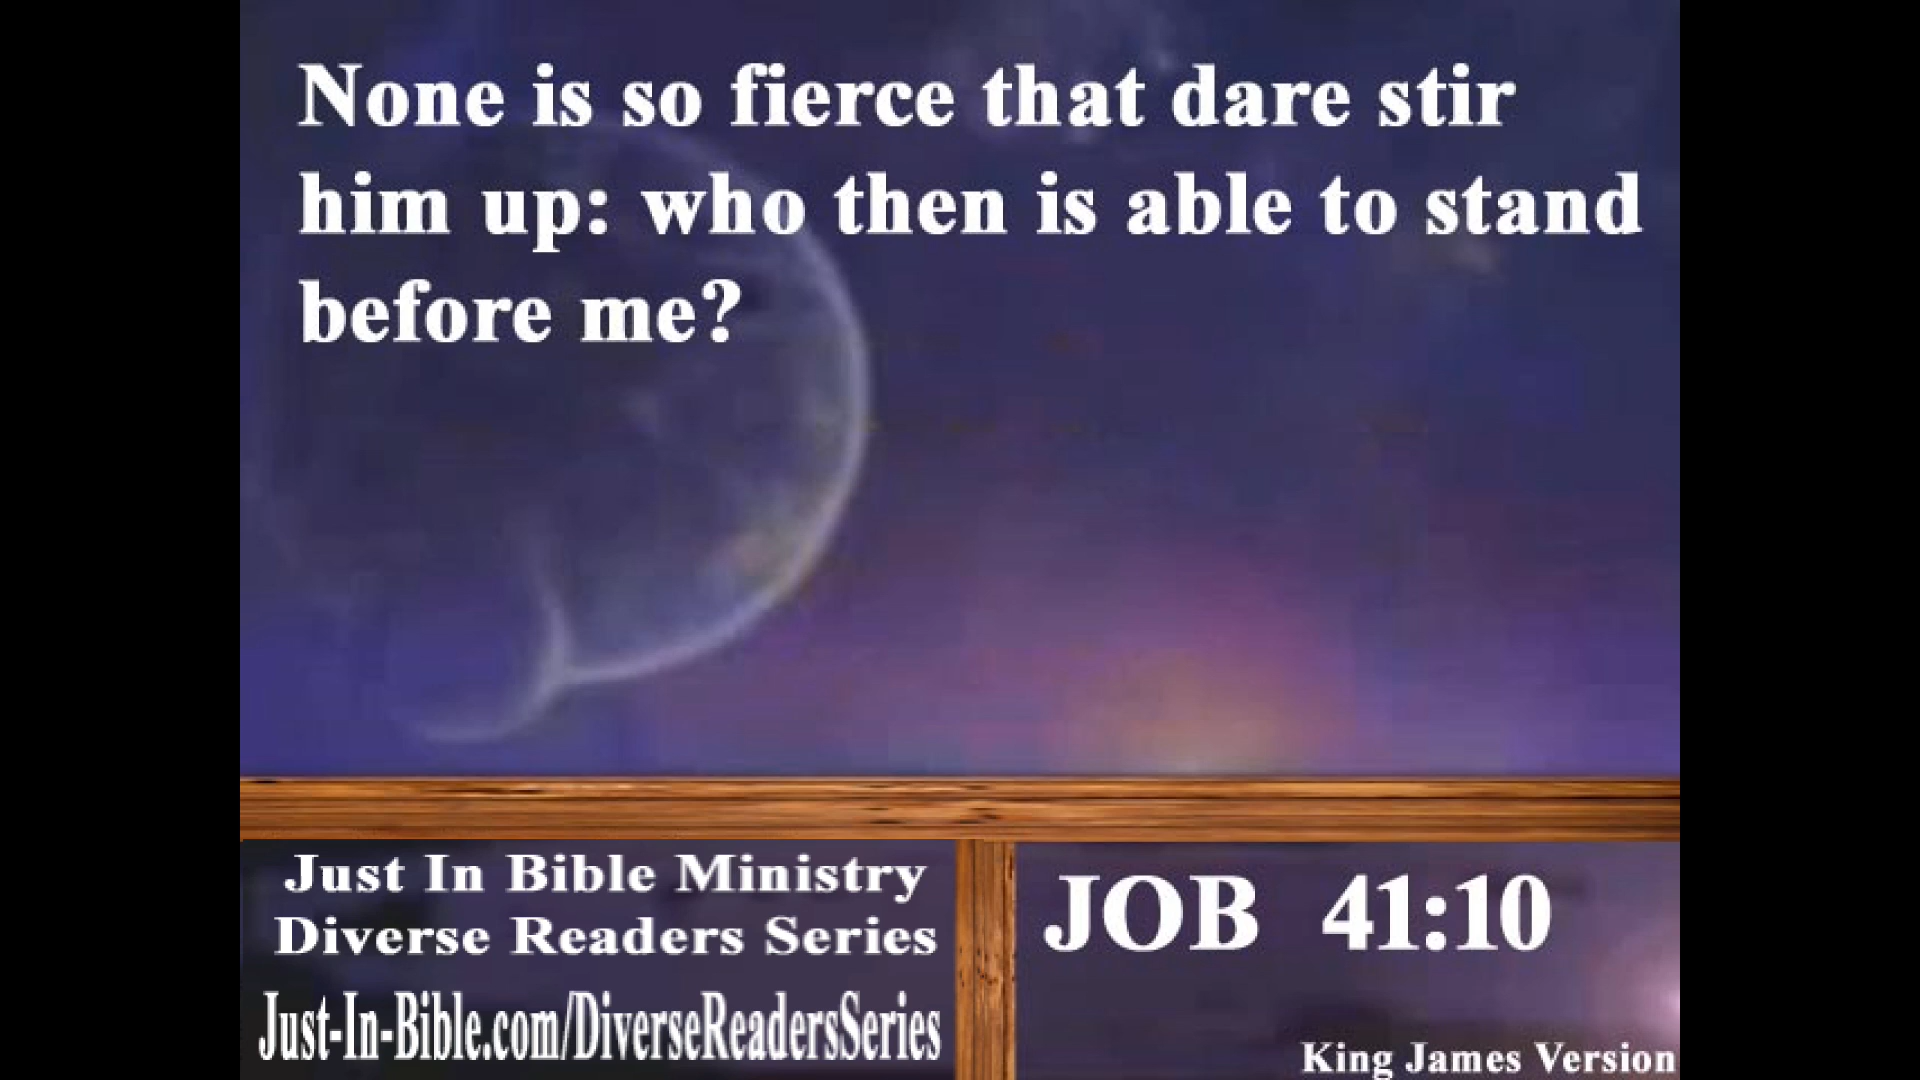 None is so fierce that dare stir
him up: who then is able to stand
before me?
Just In Bible Ministry
Diverse Readers Series
Just-In-Bible.com/DiverseReadersSeries
JOB 41:10
King James Version